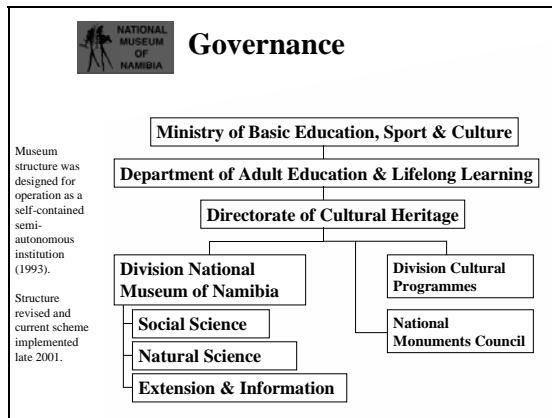 NATIONAL
MUSEUM
OF
NAMIBIA
Governance
Museum
structure was
designed for
operation as a
self-contained
semi-
autonomous
institution
(1993).
Structure
revised and
current scheme
implemented
late 2001.
Ministry of Basic Education, Sport & Culture
Department of Adult Education & Lifelong Learning
Directorate of Cultural Heritage
Division National
Museum of Namibia
Social Science
Natural Science
Extension & Information
Division Cultural
Programmes
National
Monuments Council